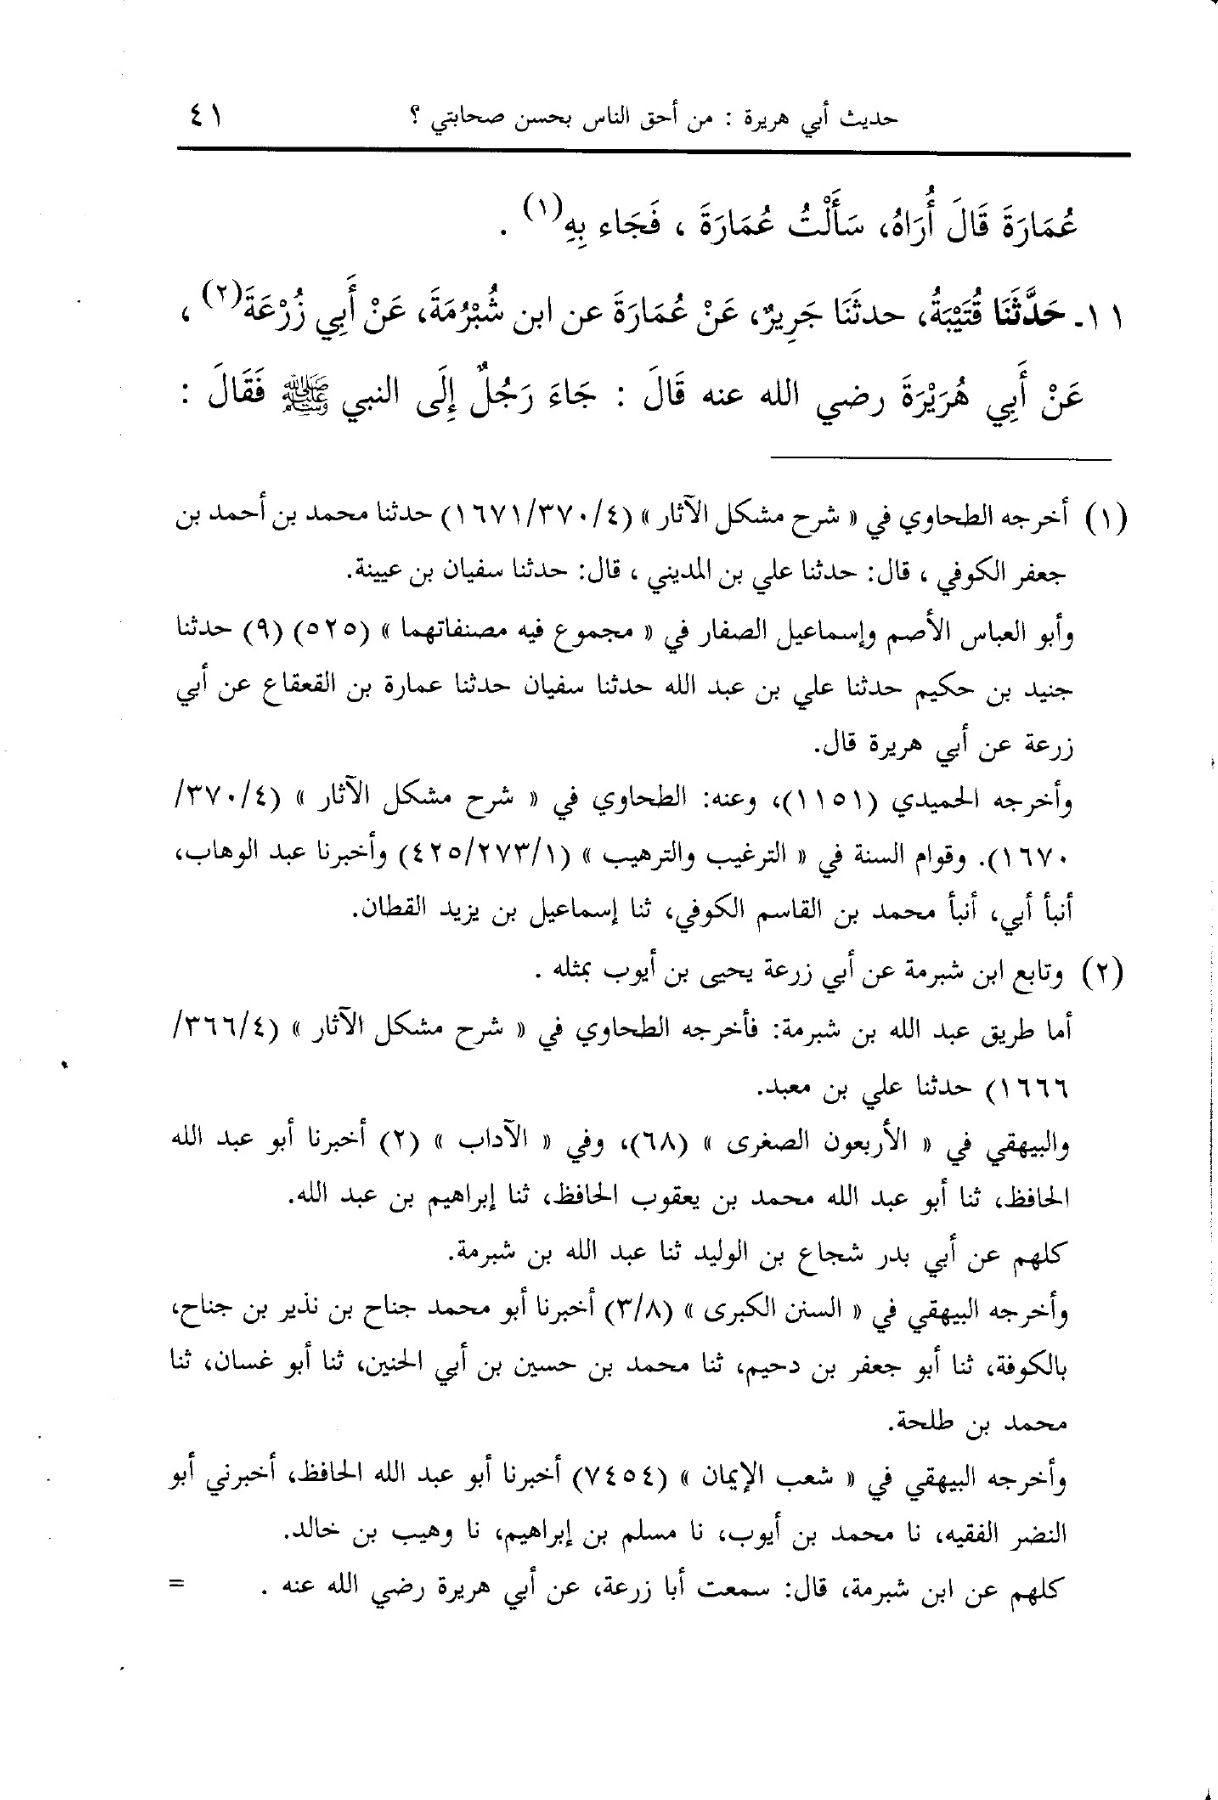 حديث أبي هريرة : من أحق الناس بحسن صحابتي ؟ ٤١
عُمَارَةَ قَالَ أُرَاهُ، سَأَلْتُ عُمَارَةَ ، فَجَاء بِهِ(١) .
١١ـ حَدَّثَنَا قُتَيْبَةُ، حدثَنَا جَرِيرٌ، عَنْ عُمَارَةَ عن ابن شُبْرُمَةَ، عَنْ أَبِي زُرْعَةَ(٢) ،
عَنْ أَبِي هُرَيْرَةَ رضي الله عنه قَالَ : جَاءَ رَجُلٌ إِلَى النبي ﷺ فَقَالَ :
(١) أخرجه الطحاوي في « شرح مشكل الآثار » (١٦٧١/٣٧٠/٤) حدثنا محمد بن أحمد بن
جعفر الكوفي ، قال: حدثنا علي بن المديني ، قال: حدثنا سفيان بن عيينة.
وأبو العباس الأصم وإسماعيل الصفار في « مجموع فيه مصنفاتهما » (٥٢٥) (٩) حدثنا
جنيد بن حكيم حدثنا علي بن عبد الله حدثنا سفيان حدثنا عمارة بن القعقاع عن أبي
زرعة عن أبي هريرة قال.
وأخرجه الحميدي (١١٥١)، وعنه: الطحاوي في « شرح مشكل الآثار » (٣٧٠/٤/
١٦٧٠). وقوام السنة في « الترغيب والترهيب » (٤٢٥/٢٧٣/١) وأخبرنا عبد الوهاب،
أنبأ أبي، أنبأ محمد بن القاسم الكوفي، ثنا إسماعيل بن يزيد القطان.
(٢) وتابع ابن شبرمة عن أبي زرعة يحيى بن أيوب بمثله .
أما طريق عبد الله بن شبرمة: فأخرجه الطحاوي في « شرح مشكل الآثار » (٣٦٦/٤/
١٦٦٦) حدثنا علي بن معبد.
والبيهقي في « الأربعون الصغرى » (٦٨)، وفي « الآداب » (٢) أخبرنا أبو عبد الله
الحافظ، ثنا أبو عبد الله محمد بن يعقوب الحافظ، ثنا إبراهيم بن عبد الله.
كلهم عن أبي بدر شجاع بن الوليد ثنا عبد الله بن شبرمة.
وأخرجه البيهقي في « السنن الكبرى » (٣/٨) أخبرنا أبو محمد جناح بن نذير بن جناح،
بالكوفة، ثنا أبو جعفر بن دحيم، ثنا محمد بن حسين بن أبي الحنين، ثنا أبو غسان، ثنا
محمد بن طلحة.
وأخرجه البيهقي في « شعب الإيمان » (٧٤٥٤) أخبرنا أبو عبد الله الحافظ، أخبرني أبو
النضر الفقيه، نا محمد بن أيوب، نا مسلم بن إبراهيم، نا وهيب بن خالد.
كلهم عن ابن شبرمة، قال: سمعت أبا زرعة، عن أبي هريرة رضي الله عنه . =